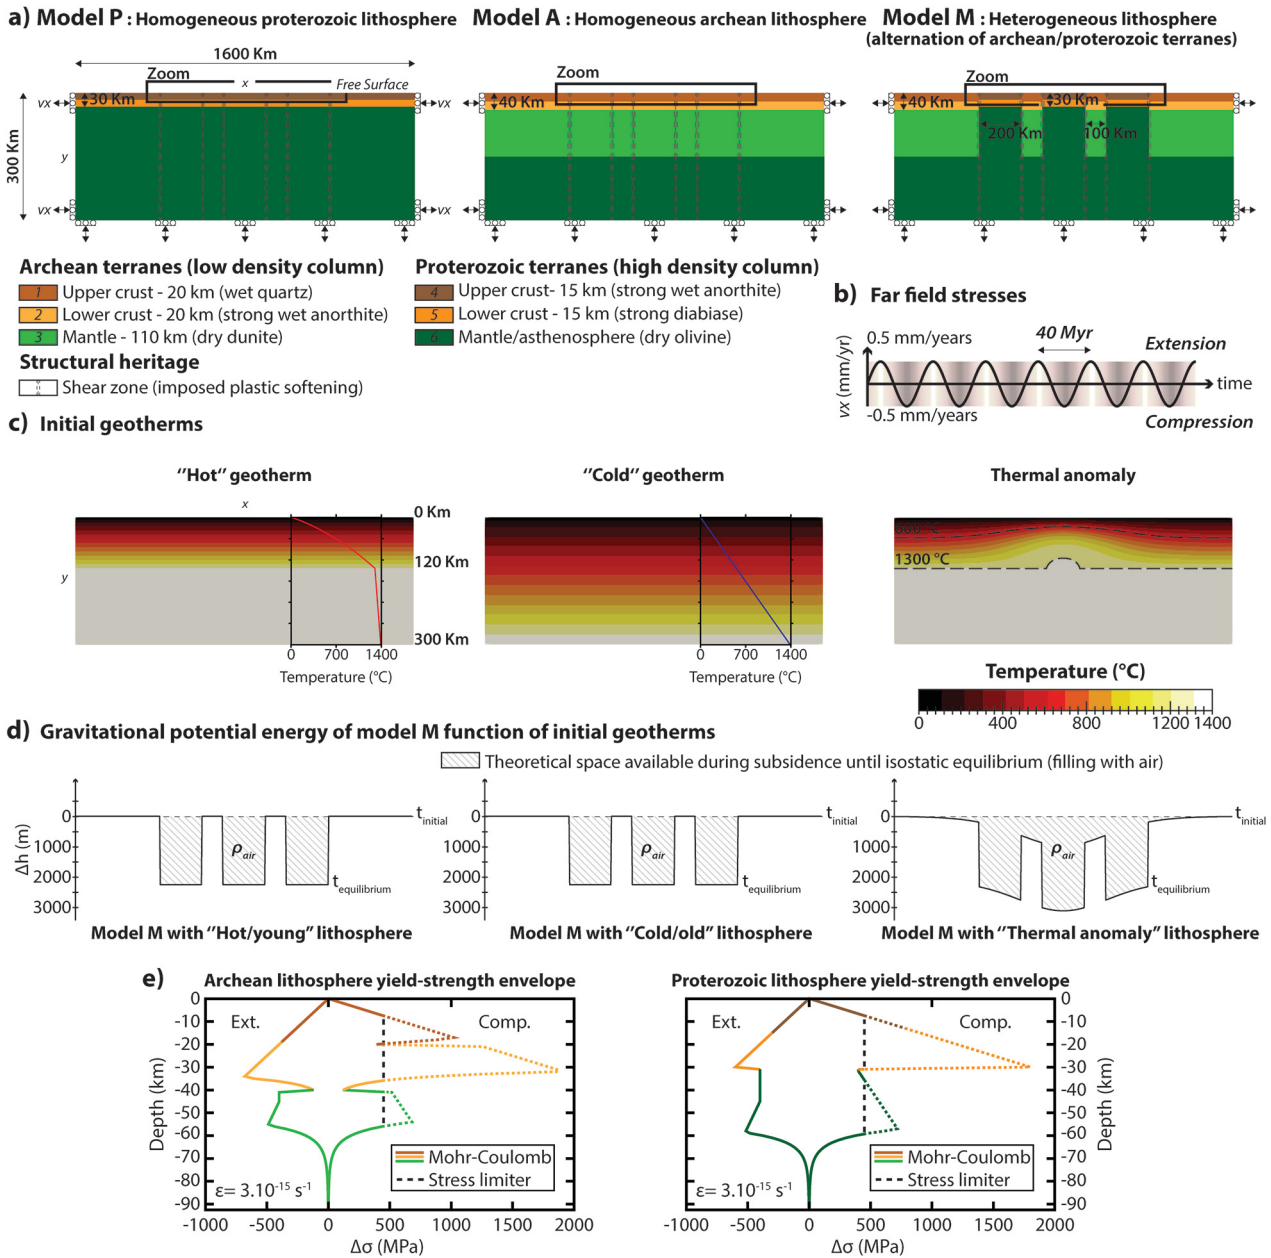 a) Model P : Homogeneous proterozoic lithosphere
Model A : Homogeneous archean lithosphere
Model M : Heterogeneous lithosphere
(alternation of archean/proterozoic terranes)
1600 Km
Zoom
x
Free Surface
vx
30 Km
vx
300 Km
y
vx
vx
Zoom
40 Km
Zoom
40 Km
30 Km
200 Km
100 Km
Archean terranes (low density column)
1 Upper crust - 20 km (wet quartz)
2 Lower crust - 20 km (strong wet anorthite)
3 Mantle - 110 km (dry dunite)
Structural heritage
Shear zone (imposed plastic softening)
Proterozoic terranes (high density column)
4 Upper crust- 15 km (strong wet anorthite)
5 Lower crust - 15 km (strong diabiase)
6 Mantle/asthenosphere (dry olivine)
b) Far field stresses
vx (mm/yr)
0.5 mm/years
40 Myr
Extension
time
-0.5 mm/years
Compression
c) Initial geotherms
"Hot" geotherm
x
y
0 Km
120 Km
300 Km
0 700 1400
Temperature (°C)
"Cold" geotherm
0 700 1400
Temperature (°C)
Thermal anomaly
600 °C
1300 °C
Temperature (°C)
0 400 800 1200 1400
d) Gravitational potential energy of model M function of initial geotherms
Theoretical space available during subsidence until isostatic equilibrium (filling with air)
Δh (m)
0
1000
2000
3000
ρair
tinitial
tequilibrium
Model M with "Hot/young" lithosphere
0
1000
2000
3000
ρair
tinitial
tequilibrium
Model M with "Cold/old" lithosphere
0
1000
2000
3000
ρair
tinitial
tequilibrium
Model M with "Thermal anomaly" lithosphere
e) Archean lithosphere yield-strength envelope
Depth (km)
0
-10
-20
-30
-40
-50
-60
-70
-80
-90
Ext.
Comp.
Mohr-Coulomb
Stress limiter
ε= 3.10-15 s-1
-1000 -500 0 500 1000 1500 2000
Δσ (MPa)
Proterozoic lithosphere yield-strength envelope
Ext.
Comp.
Mohr-Coulomb
Stress limiter
ε= 3.10-15 s-1
0
-10
-20
-30
-40
-50
-60
-70
-80
-90
Depth (km)
-1000 -500 0 500 1000 1500 2000
Δσ (MPa)